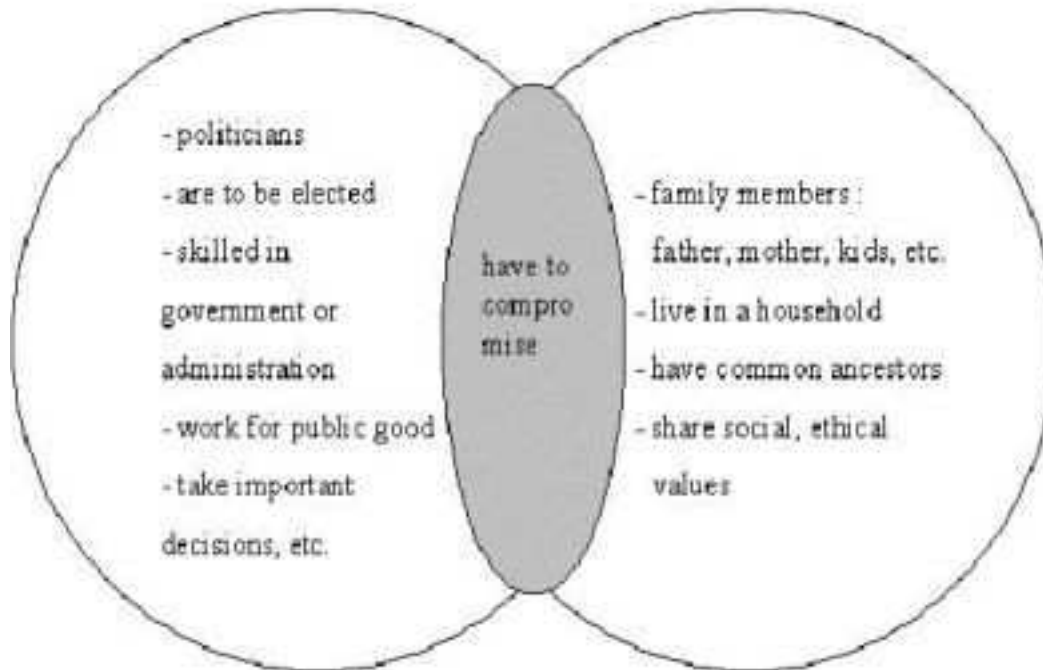 - politicians
- are to be elected
- skilled in
government or
administration
- work for public good
- take important
decisions, etc.
have to
compro
mise
- family members :
father, mother, kids, etc.
- live in a household
- have common ancestors
- share social, ethical
values